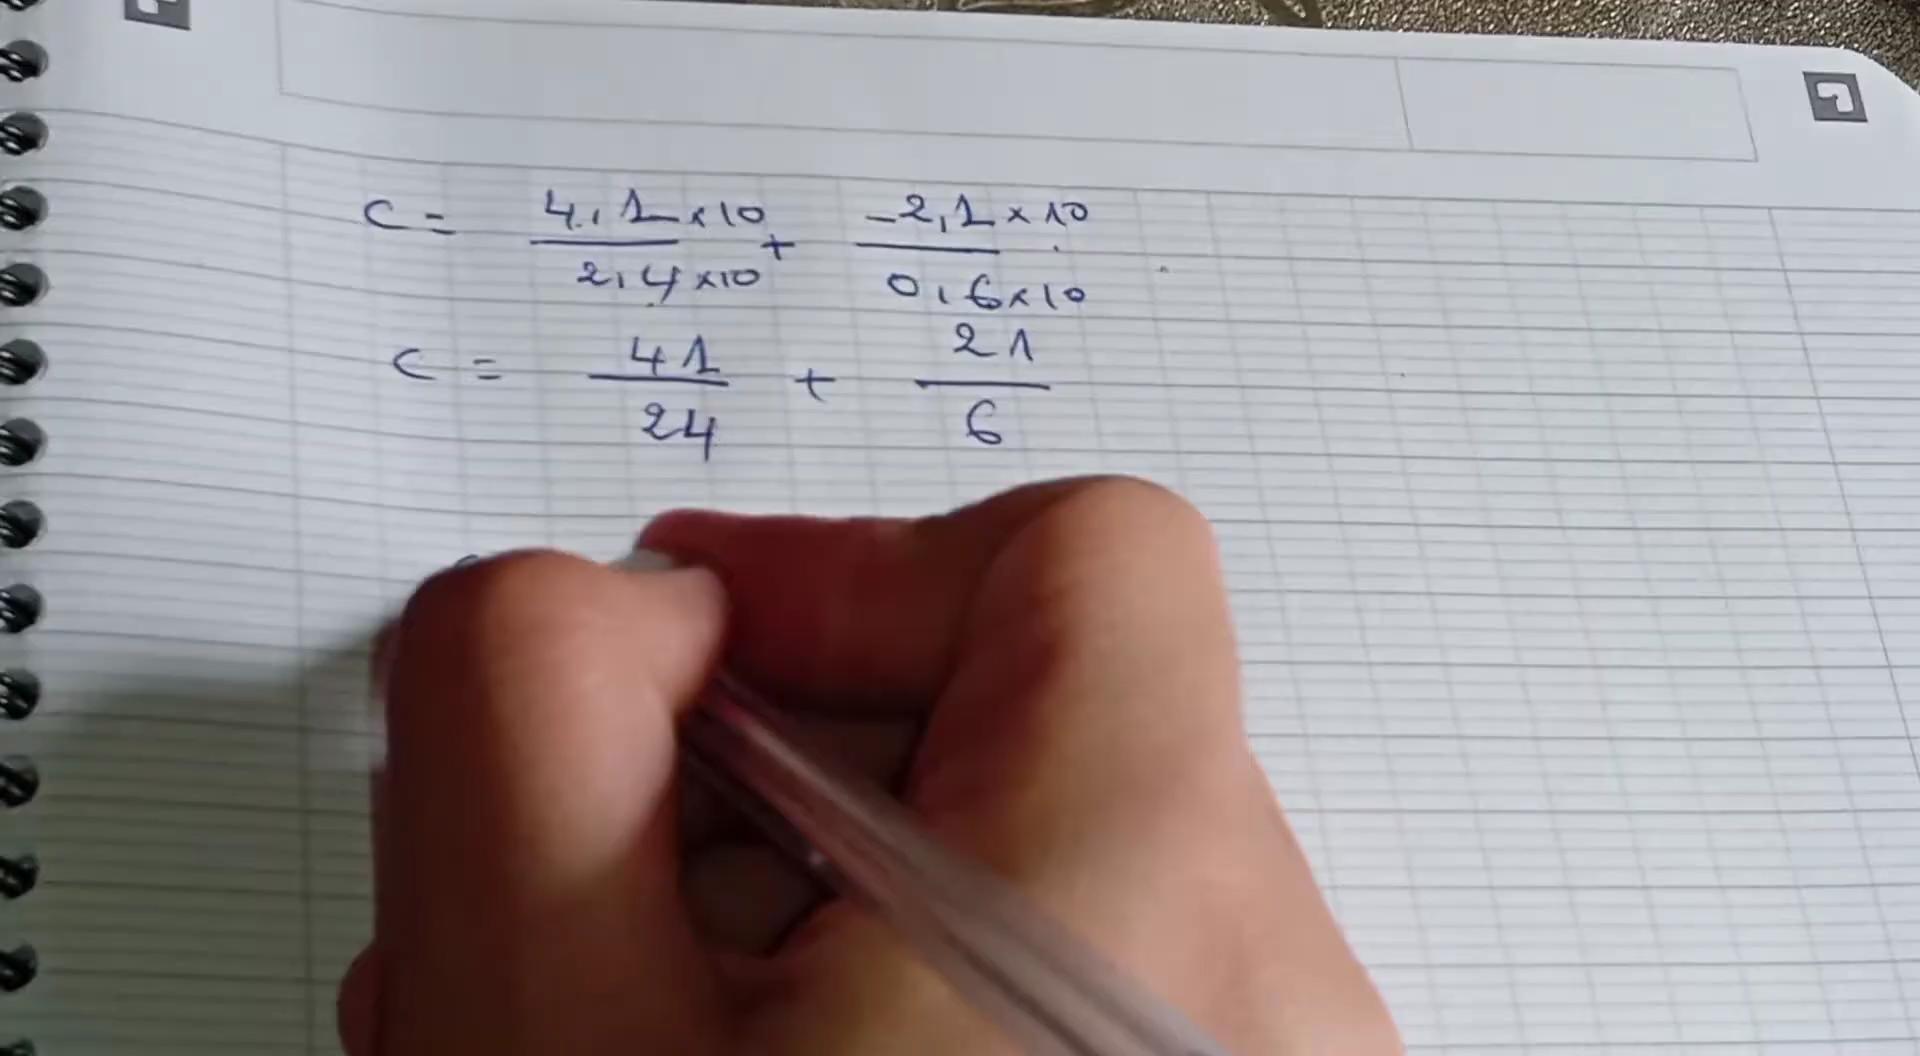 C = 4,1 × 10 / 2,4 × 10 + -2,1 × 10 / 0,6 × 10
C = 41 / 24 + 21 / 6